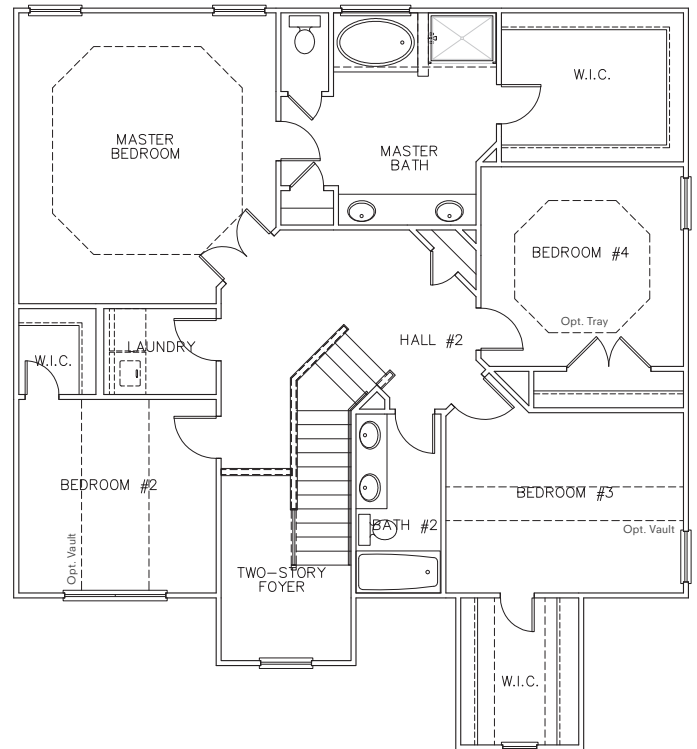 W.I.C.
MASTER
BEDROOM
MASTER
BATH
BEDROOM #4
Opt. Tray
HALL #2
LAUNDRY
W.I.C.
BEDROOM #2
Opt. Vault
BEDROOM #3
Opt. Vault
BATH #2
TWO-STORY
FOYER
W.I.C.